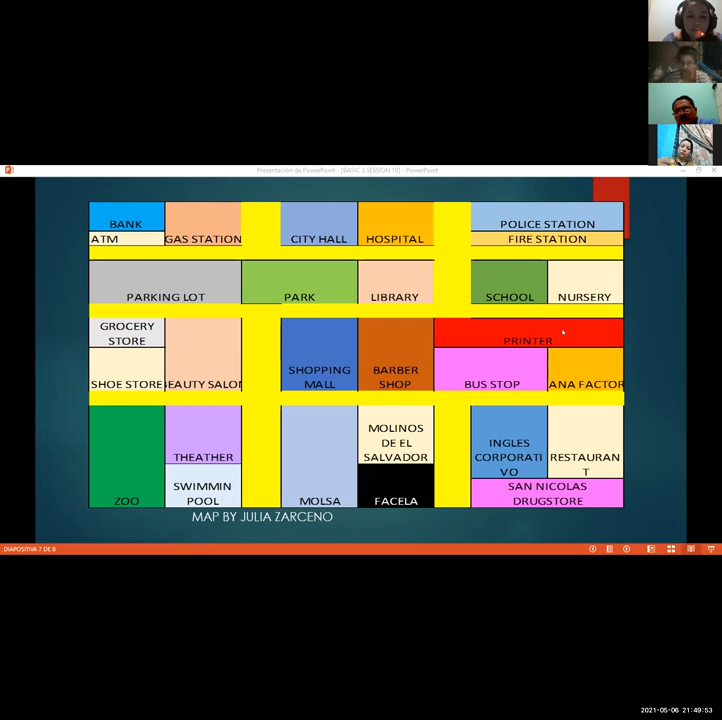 Presentación de PowerPoint - [BASIC 3 SESSION 18] - PowerPoint
BANK
ATM
GAS STATION
CITY HALL
HOSPITAL
POLICE STATION
FIRE STATION
PARKING LOT
PARK
LIBRARY
SCHOOL
NURSERY
GROCERY
STORE
SHOE STORE
EAUTY SALO
SHOPPING
MALL
BARBER
SHOP
PRINTER
BUS STOP
ANA FACTOR
ZOO
THEATHER
SWIMMIN
POOL
MOLSA
MOLINOS
DE EL
SALVADOR
FACELA
INGLES
CORPORATI
VO
RESTAURAN
T
SAN NICOLAS
DRUGSTORE
MAP BY JULIA ZARCENO
DIAPOSITIVA 7 DE 8
2021-05-06 21:49:53